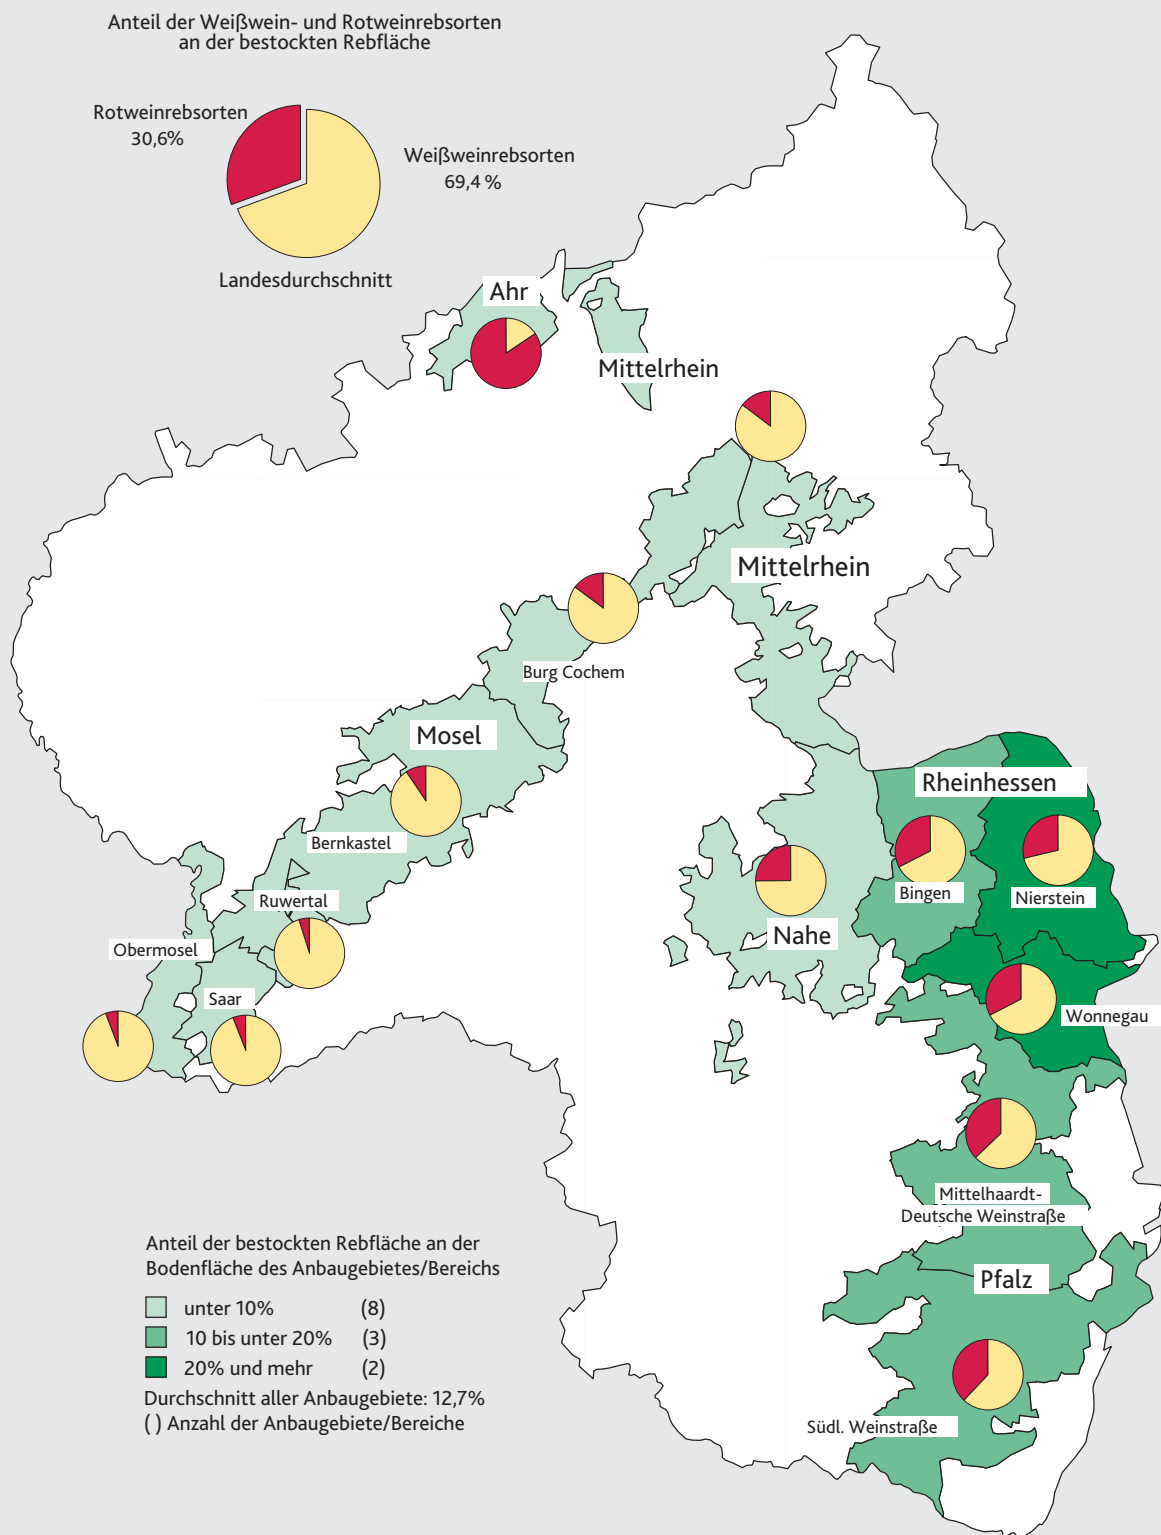 Anteil der Weißwein- und Rotweinrebsorten
an der bestockten Rebfläche
Rotweinrebsorten
30,6%
Weißweinrebsorten
69,4 %
Landesdurchschnitt
Ahr
Mittelrhein
Mittelrhein
Burg Cochem
Mosel
Rheinhessen
Bernkastel
Bingen
Nierstein
Ruwertal
Nahe
Obermosel
Saar
Wonnegau
Mittelhaardt-
Deutsche Weinstraße
Pfalz
Südl. Weinstraße
Anteil der bestockten Rebfläche an der
Bodenfläche des Anbaugebietes/Bereichs
unter 10% (8)
10 bis unter 20% (3)
20% und mehr (2)
Durchschnitt aller Anbaugebiete: 12,7%
( ) Anzahl der Anbaugebiete/Bereiche